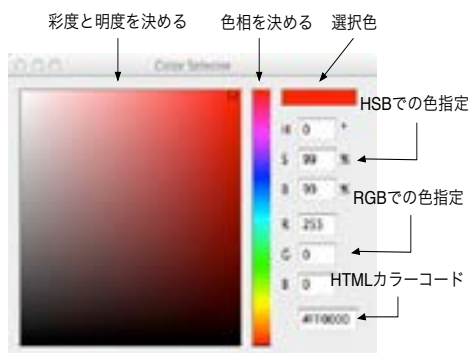 彩度と明度を決める
色相を決める
選択色
Color Selector
HSBでの色指定
H 0 °
S 99 %
B 99 %
RGBでの色指定
R 255
G 0
B 0
HTMLカラーコード
#FF0000